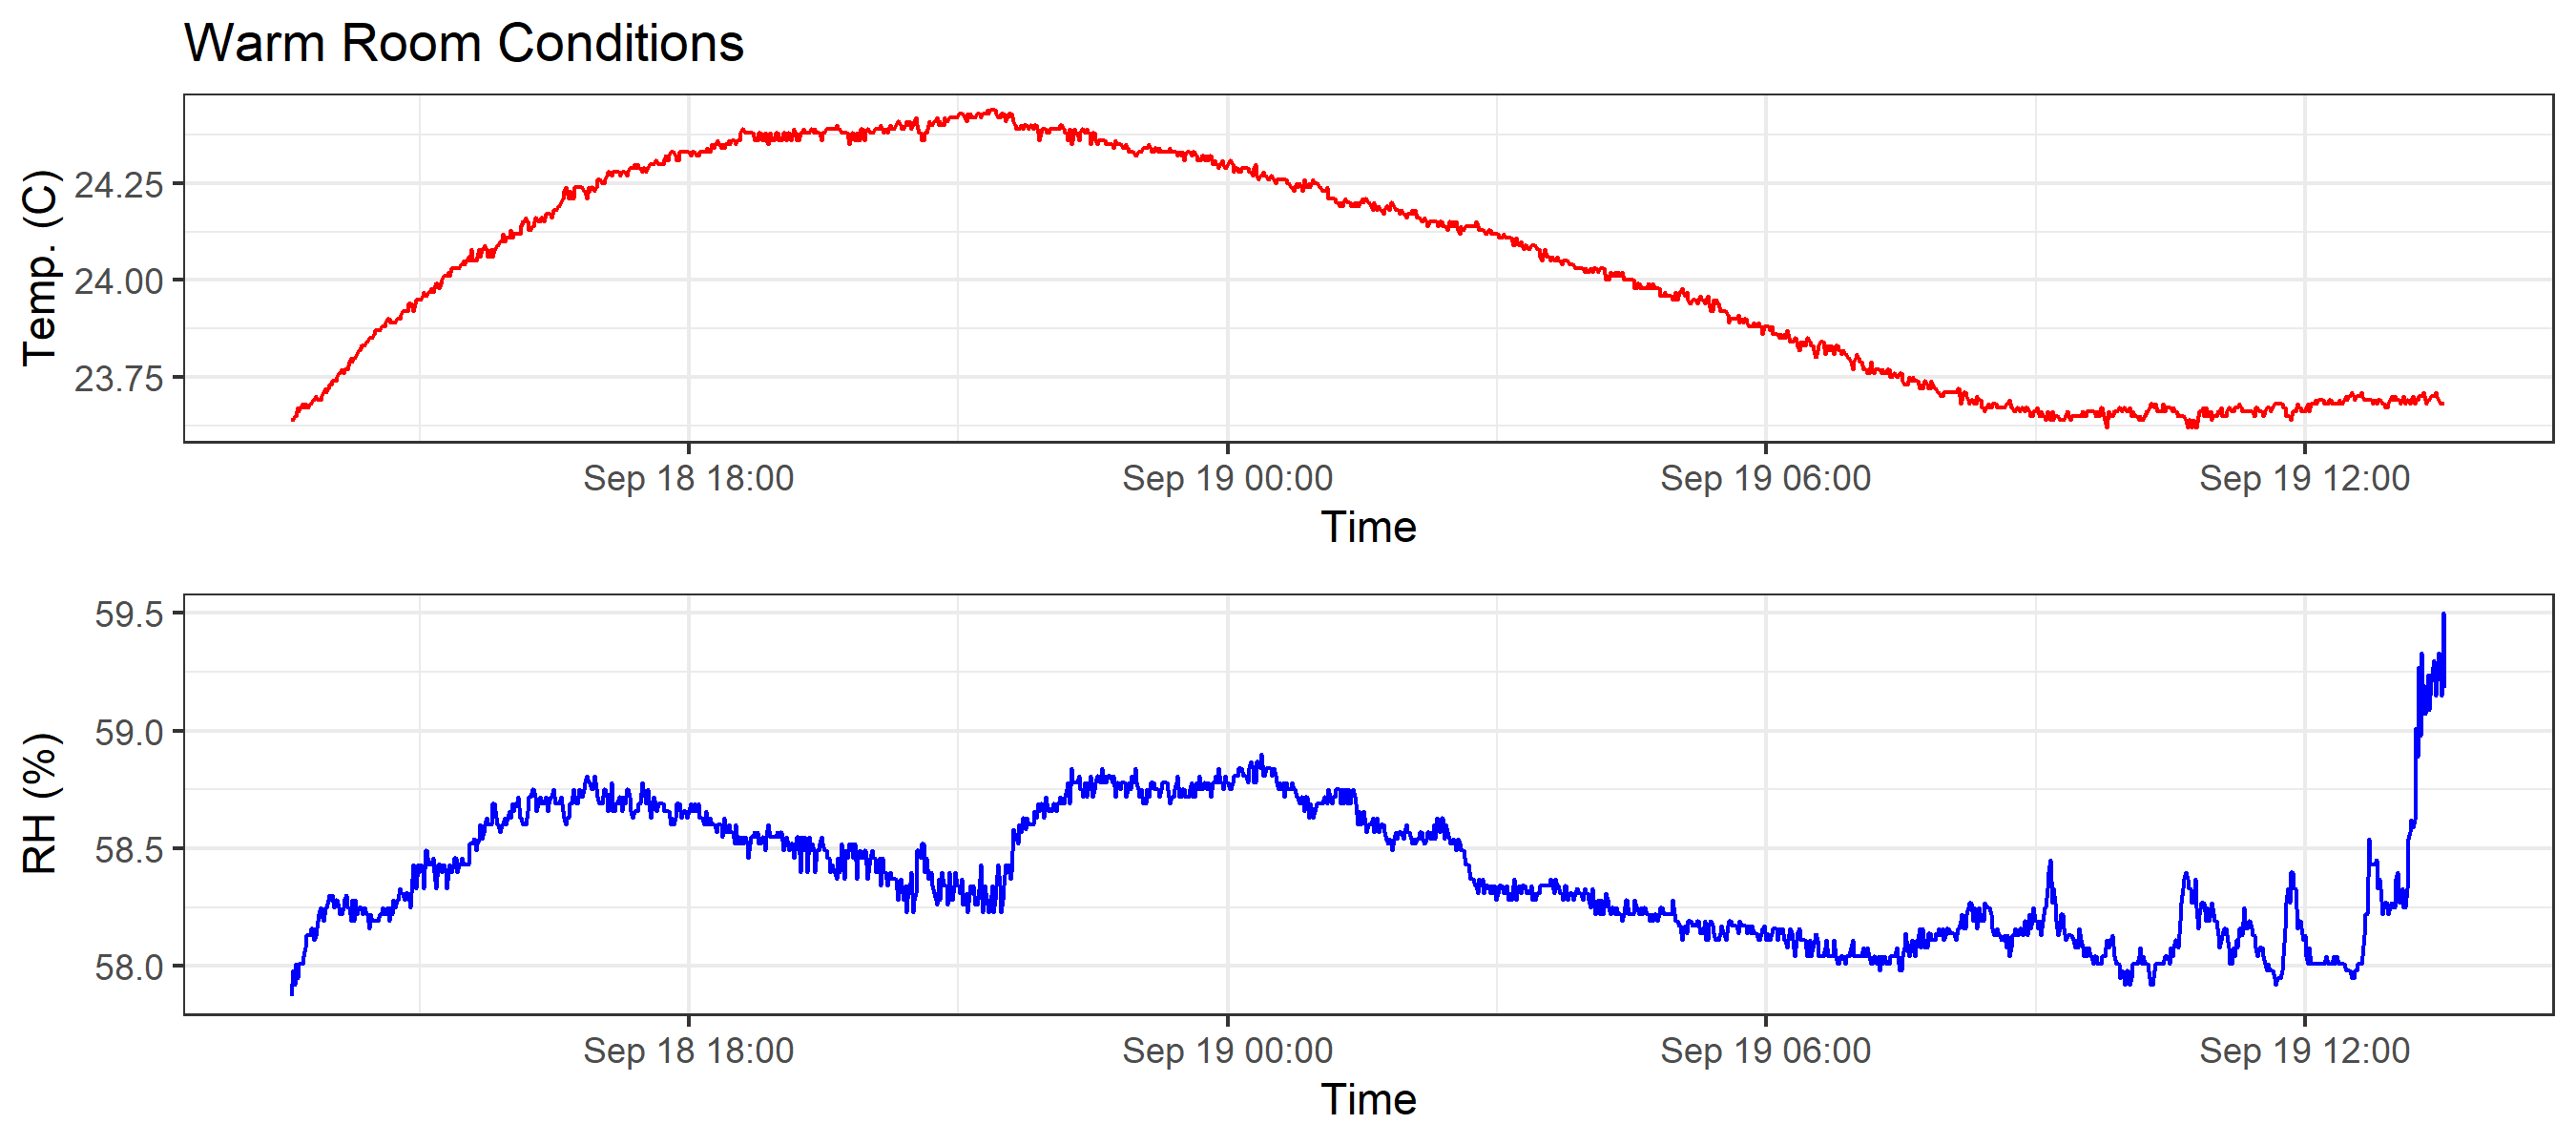 Warm Room Conditions
Temp. (C)
24.25
24.00
23.75
Sep 18 18:00 Sep 19 00:00 Sep 19 06:00 Sep 19 12:00
Time
RH (%)
59.5
59.0
58.5
58.0
Sep 18 18:00 Sep 19 00:00 Sep 19 06:00 Sep 19 12:00
Time